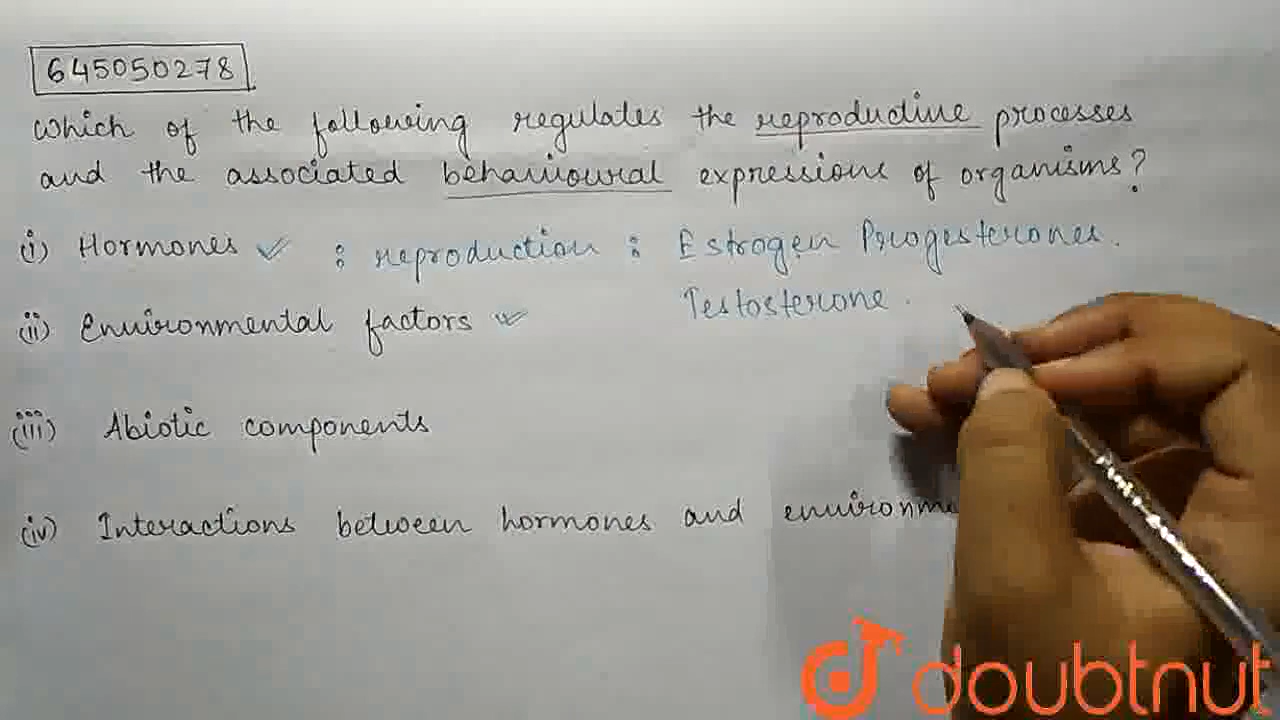 645050278
Which of the following regulates the reproductive processes
and the associated behavioural expressions of organisms?
(i) Hormones ✓ : reproduction : Estrogen Progesterones.
Testosterone.
(ii) Environmental factors ✓
(iii) Abiotic components
(iv) Interactions between hormones and environme
doubtnut